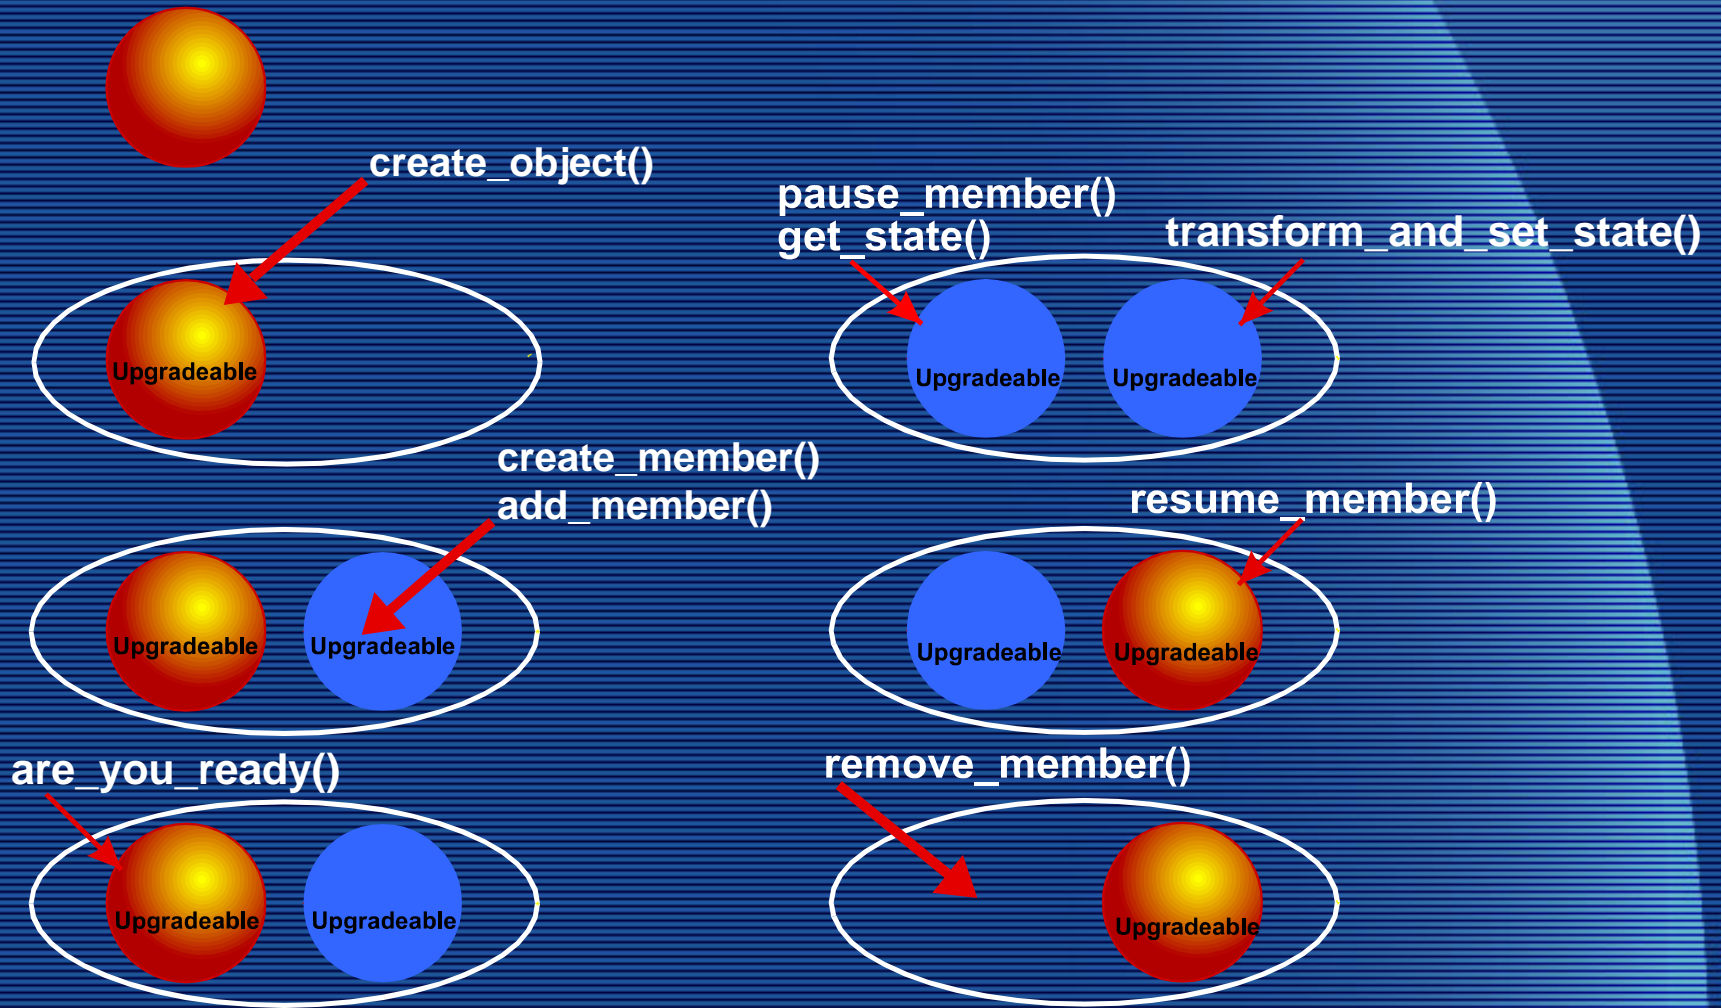 create_object()
Upgradeable
create_member()
add_member()
Upgradeable
Upgradeable
are_you_ready()
Upgradeable
Upgradeable
pause_member()
get_state()
transform_and_set_state()
Upgradeable
Upgradeable
resume_member()
Upgradeable
Upgradeable
remove_member()
Upgradeable